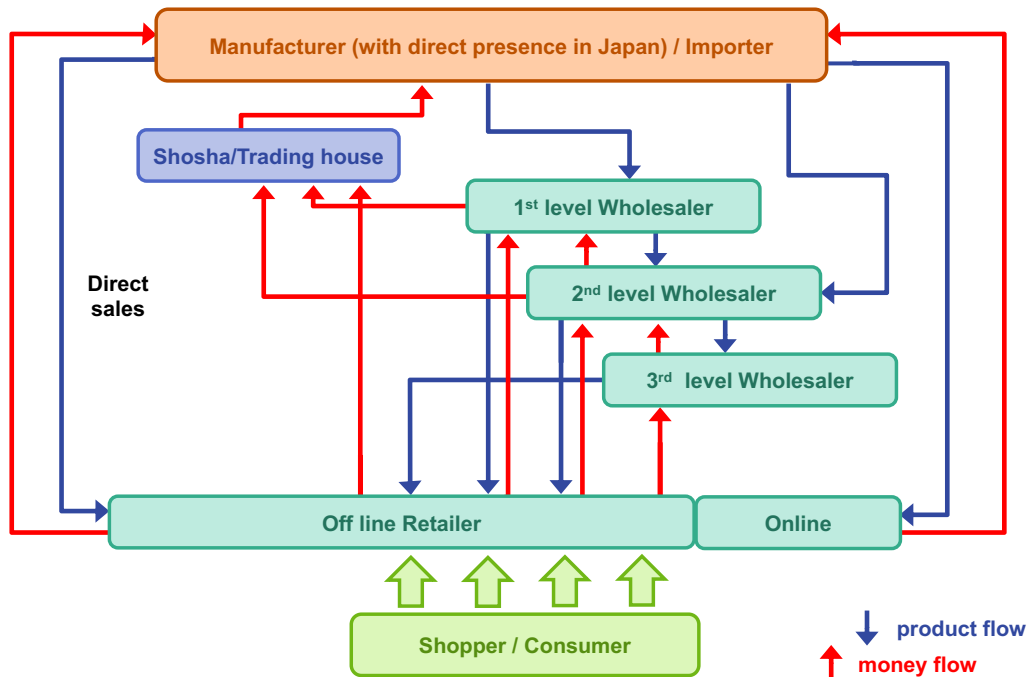 Manufacturer (with direct presence in Japan) / Importer
Shosha/Trading house
1st level Wholesaler
2nd level Wholesaler
Direct
sales
3rd level Wholesaler
Off line Retailer
Online
Shopper / Consumer
product flow
money flow